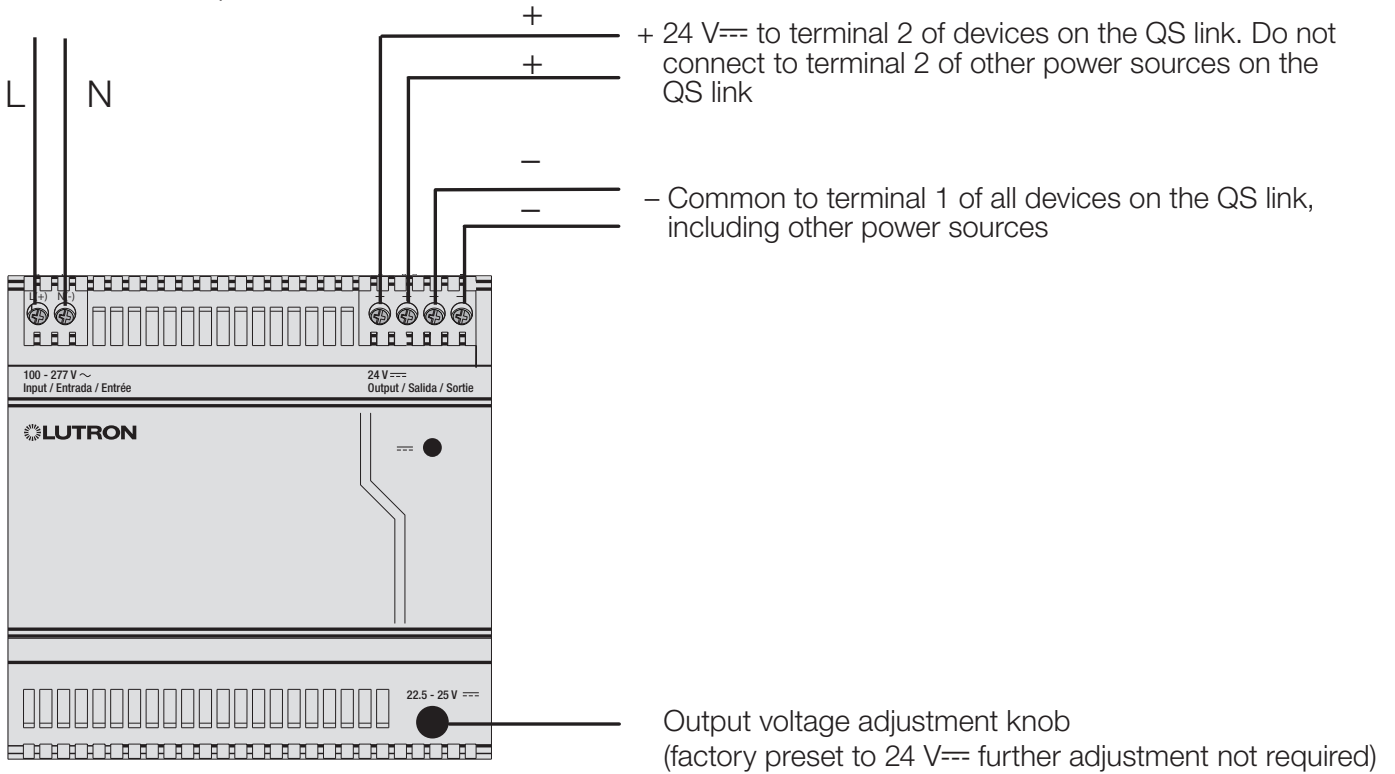 +
+ 24 V⎓ to terminal 2 of devices on the QS link. Do not
+
connect to terminal 2 of other power sources on the
QS link
L N
–
– Common to terminal 1 of all devices on the QS link,
–
including other power sources
L(+) N(-)
+ + – –
100 - 277 V ~
Input / Entrada / Entrée
24 V⎓
Output / Salida / Sortie
LUTRON
⎓
22.5 - 25 V ⎓
Output voltage adjustment knob
(factory preset to 24 V⎓ further adjustment not required)